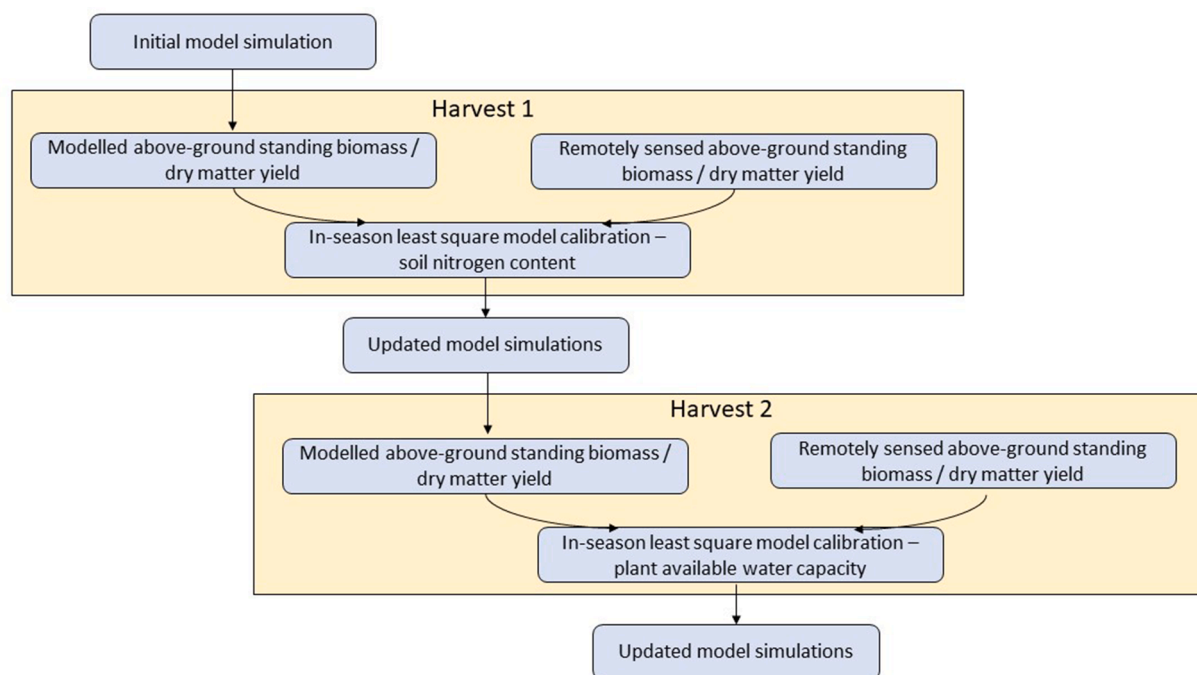 Initial model simulation
Harvest 1
Modelled above-ground standing biomass /
dry matter yield
Remotely sensed above-ground standing
biomass / dry matter yield
In-season least square model calibration –
soil nitrogen content
Updated model simulations
Harvest 2
Modelled above-ground standing biomass /
dry matter yield
Remotely sensed above-ground standing
biomass / dry matter yield
In-season least square model calibration –
plant available water capacity
Updated model simulations